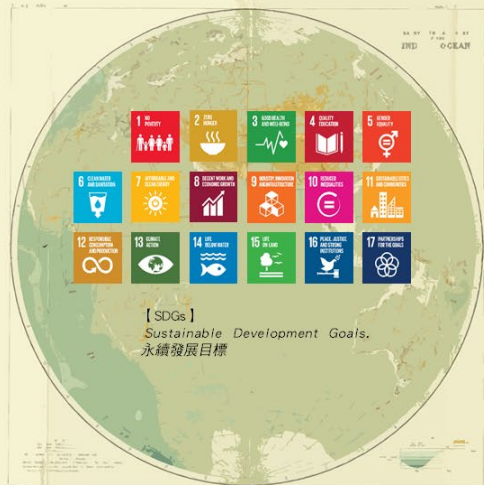 IND OCEAN
1 NO POVERTY
2 ZERO HUNGER
3 GOOD HEALTH AND WELL-BEING
4 QUALITY EDUCATION
5 GENDER EQUALITY
6 CLEAN WATER AND SANITATION
7 AFFORDABLE AND CLEAN ENERGY
8 DECENT WORK AND ECONOMIC GROWTH
9 INDUSTRY, INNOVATION AND INFRASTRUCTURE
10 REDUCED INEQUALITIES
11 SUSTAINABLE CITIES AND COMMUNITIES
12 RESPONSIBLE CONSUMPTION AND PRODUCTION
13 CLIMATE ACTION
14 LIFE BELOW WATER
15 LIFE ON LAND
16 PEACE, JUSTICE AND STRONG INSTITUTIONS
17 PARTNERSHIPS FOR THE GOALS
【SDGs】
Sustainable Development Goals.
永續發展目標